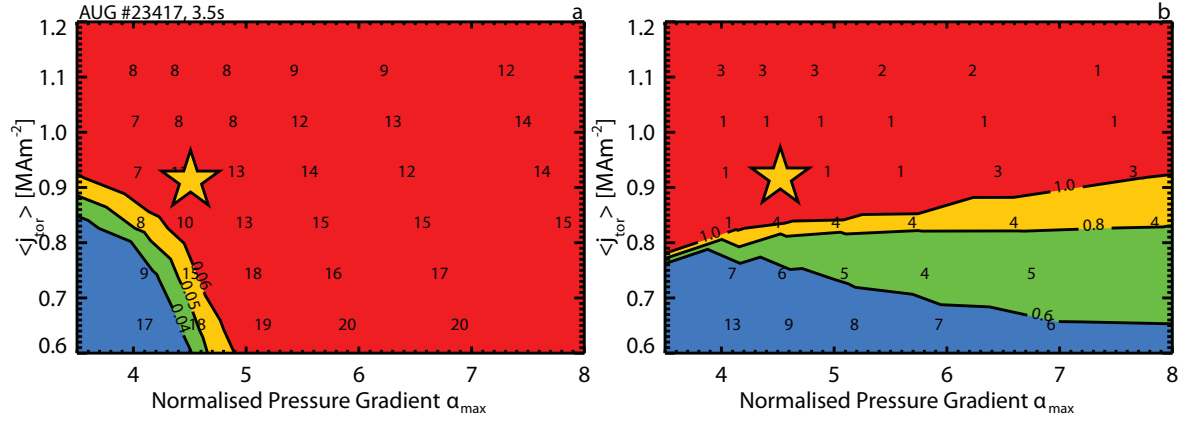 AUG #23417, 3.5s
a
1.2
1.1
1.0
0.9
0.8
0.7
0.6
<j_tor> [MAm^-2]
8 8 8 9 9 12
7 8 8 12 13 14
7 13 14 12 14
8 10 13 15 15 15
9 15 18 16 17
17 18 19 20 20
0.06
0.05
0.04
4 5 6 7 8
Normalised Pressure Gradient α_max
b
1.2
1.1
1.0
0.9
0.8
0.7
0.6
<j_tor> [MAm^-2]
3 3 3 2 2 1
1 1 1 1 1 1
1 1 1 3 3
1 4 4 4 4 4
7 6 5 4 5
13 9 8 7 6
1.0
1.0
0.8
0.6
4 5 6 7 8
Normalised Pressure Gradient α_max